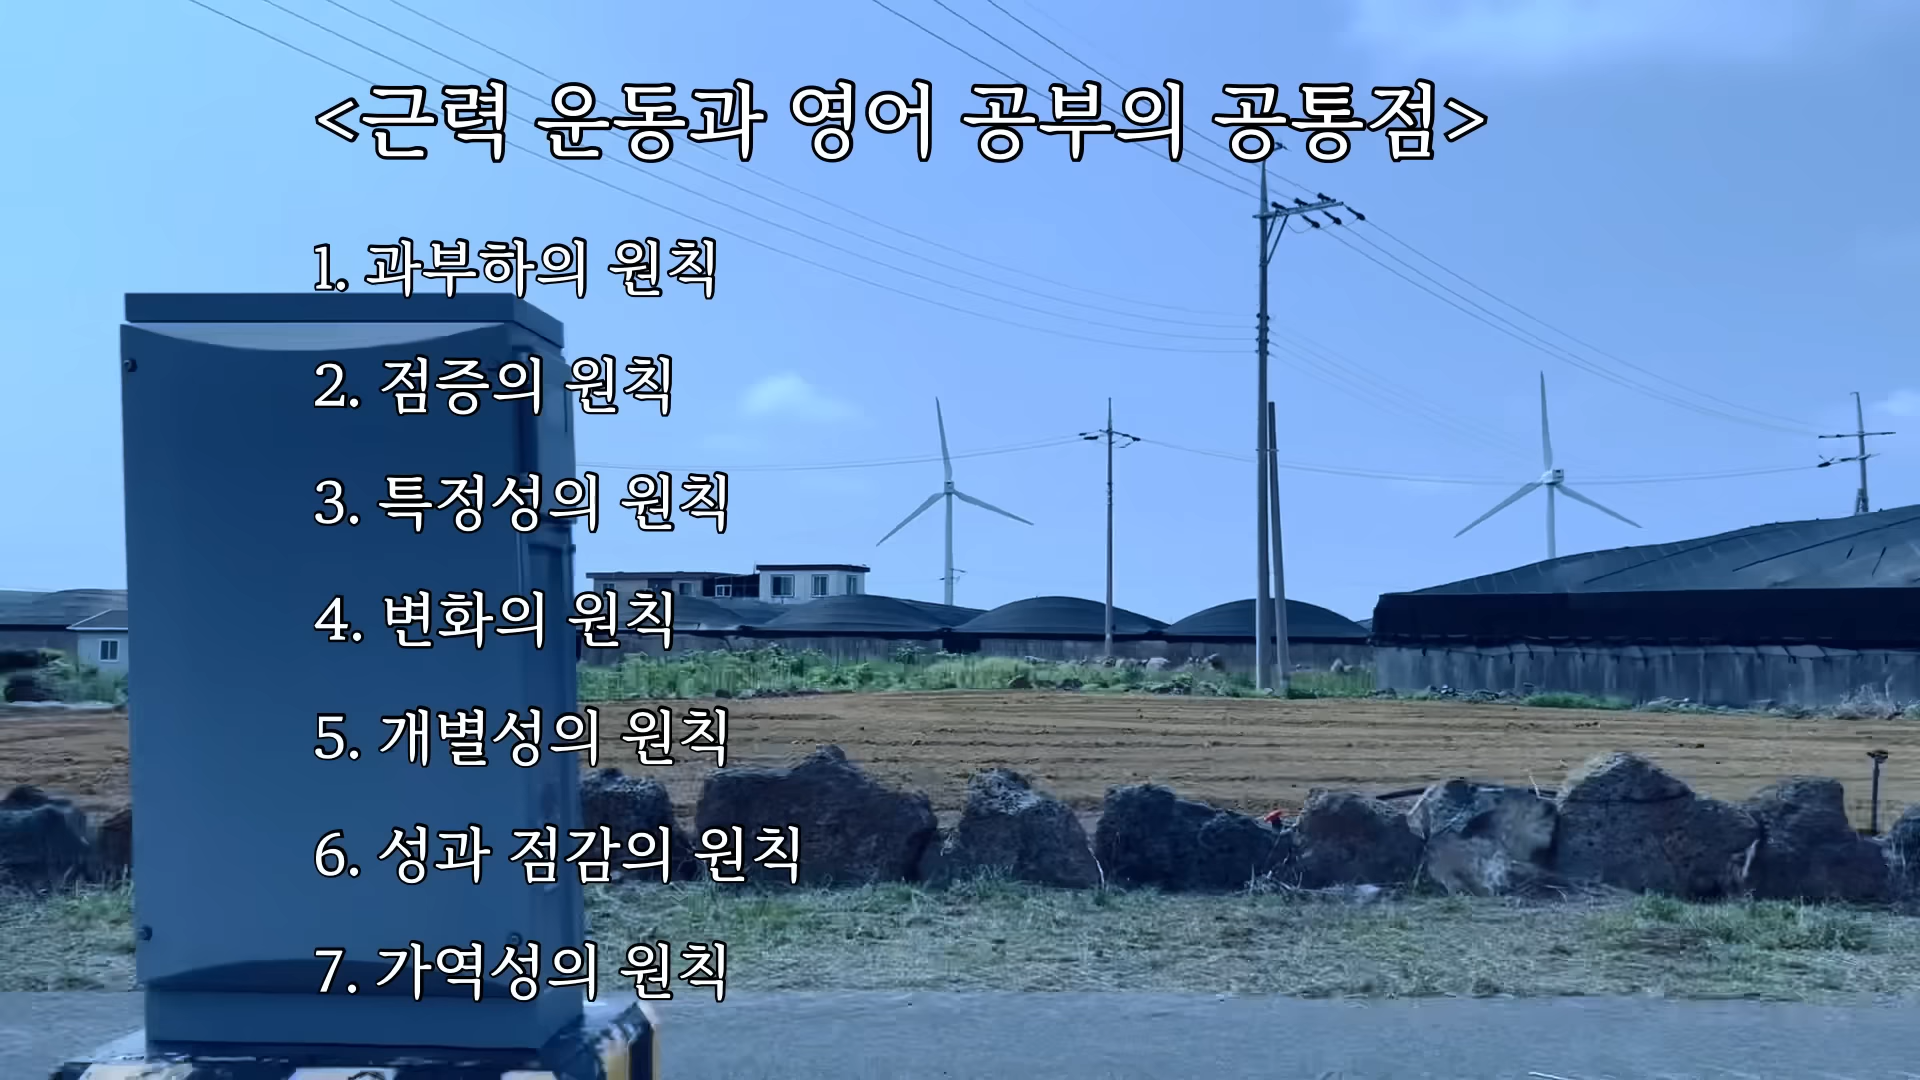 <근력 운동과 영어 공부의 공통점>
1. 과부하의 원칙
2. 점증의 원칙
3. 특정성의 원칙
4. 변화의 원칙
5. 개별성의 원칙
6. 성과 점감의 원칙
7. 가역성의 원칙